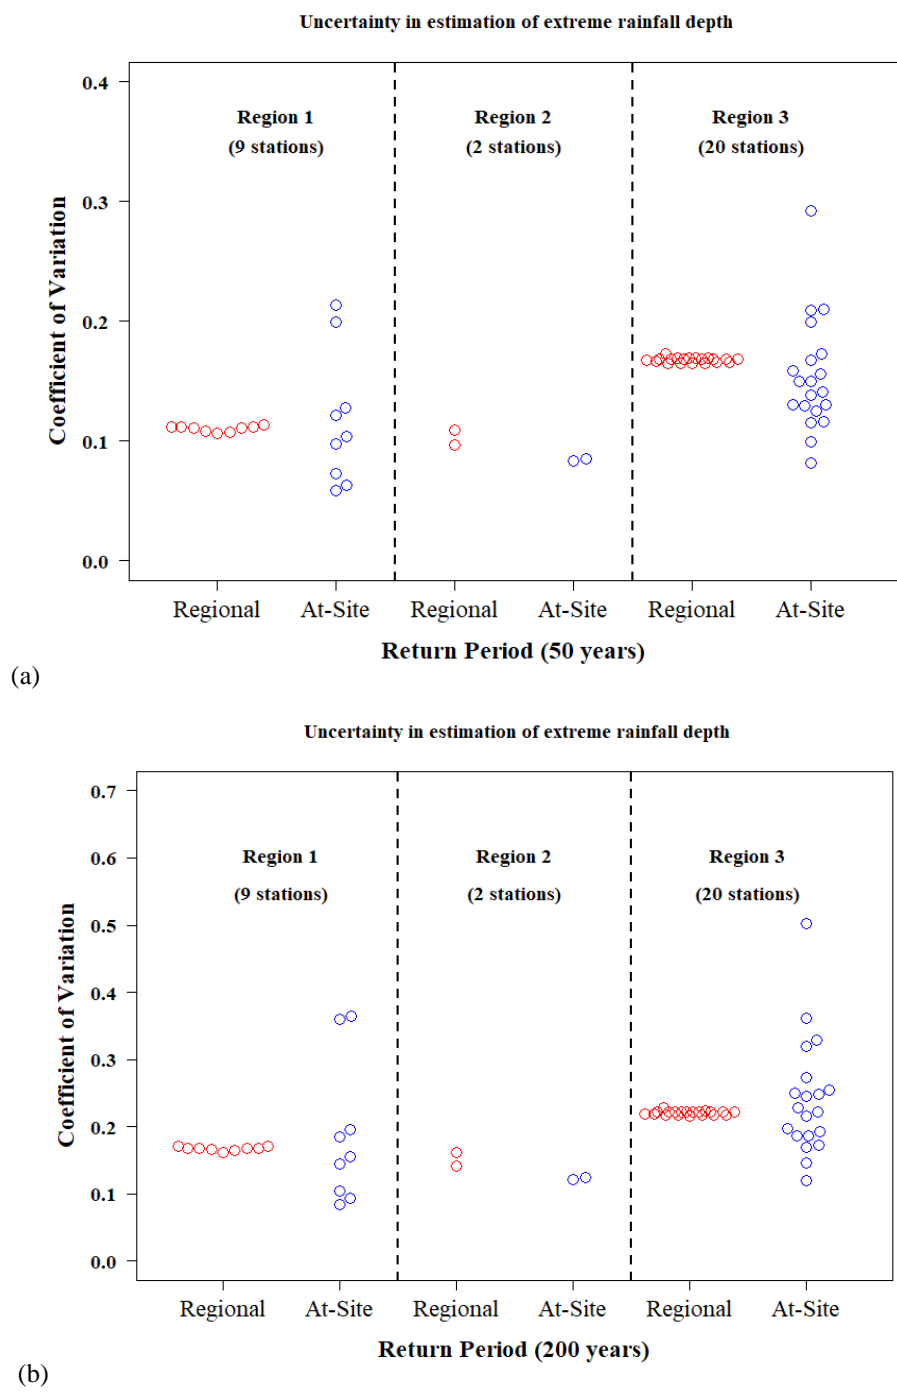 Uncertainty in estimation of extreme rainfall depth
0.4
Region 1
Region 2
Region 3
(9 stations)
(2 stations)
(20 stations)
0.3
0.2
0.1
0.0
Coefficient of Variation
Regional
At-Site
Regional
At-Site
Regional
At-Site
Return Period (50 years)
(a)
Uncertainty in estimation of extreme rainfall depth
0.7
0.6
Region 1
Region 2
Region 3
(9 stations)
(2 stations)
(20 stations)
0.5
0.4
0.3
0.2
0.1
0.0
Coefficient of Variation
Regional
At-Site
Regional
At-Site
Regional
At-Site
Return Period (200 years)
(b)